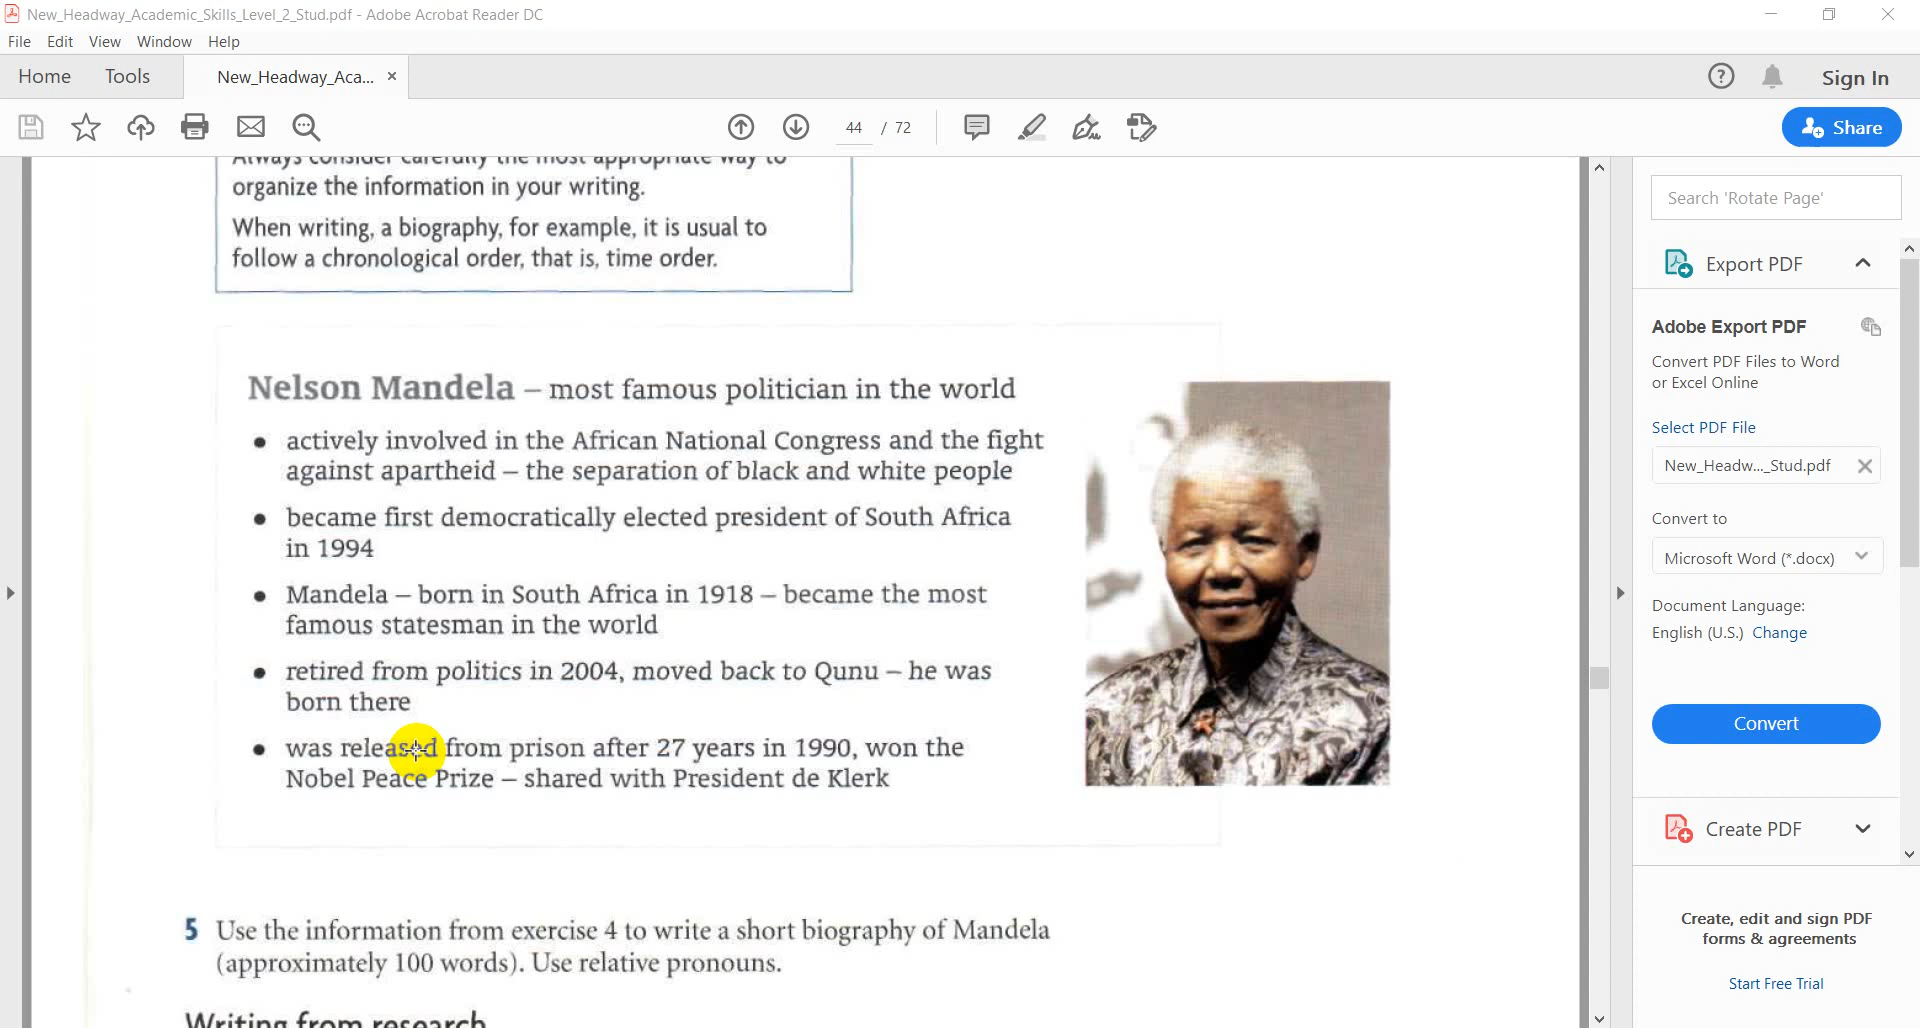 New_Headway_Academic_Skills_Level_2_Stud.pdf - Adobe Acrobat Reader DC
File Edit View Window Help
Home Tools New_Headway_Aca... × Sign In
44 / 72 Share
Always consider carefully the most appropriate way to
organize the information in your writing.
When writing, a biography, for example, it is usual to
follow a chronological order, that is, time order.
Nelson Mandela – most famous politician in the world
• actively involved in the African National Congress and the fight
against apartheid – the separation of black and white people
• became first democratically elected president of South Africa
in 1994
• Mandela – born in South Africa in 1918 – became the most
famous statesman in the world
• retired from politics in 2004, moved back to Qunu – he was
born there
• was released from prison after 27 years in 1990, won the
Nobel Peace Prize – shared with President de Klerk
5 Use the information from exercise 4 to write a short biography of Mandela
(approximately 100 words). Use relative pronouns.
Writing from research
Search 'Rotate Page'
Export PDF
Adobe Export PDF
Convert PDF Files to Word
or Excel Online
Select PDF File
New_Headw..._Stud.pdf
Convert to
Microsoft Word (*.docx)
Document Language:
English (U.S.) Change
Convert
Create PDF
Create, edit and sign PDF
forms & agreements
Start Free Trial